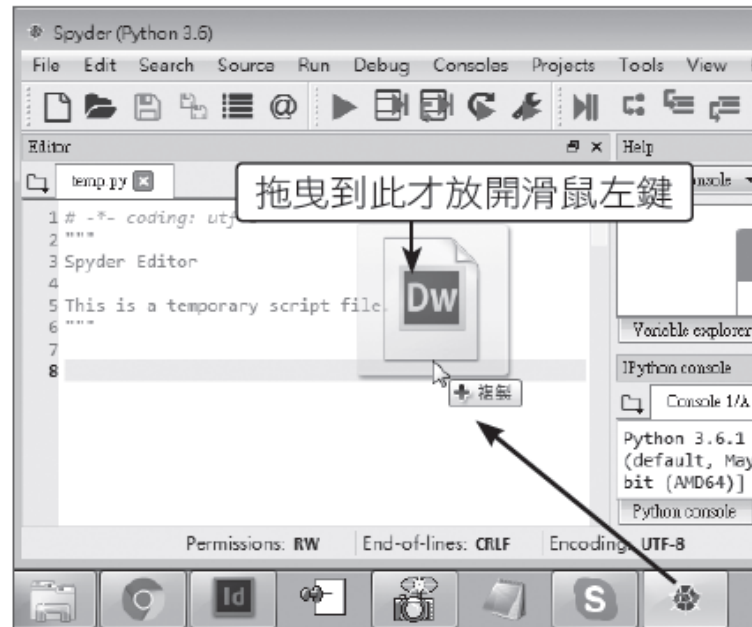 Spyder (Python 3.6)
File Edit Search Source Run Debug Consoles Projects Tools View
Editor
Help
temp.py
拖曳到此才放開滑鼠左鍵
onsole
1 # -*- coding: utf
2 """
3 Spyder Editor
4
5 This is a temporary script file.
6 """
7
8
Dw
複製
Variable explorer
IPython console
Console 1/A
Python 3.6.1
(default, May
bit (AMD64)]
Python console
Permissions: RW End-of-lines: CRLF Encoding: UTF-8
Id
S